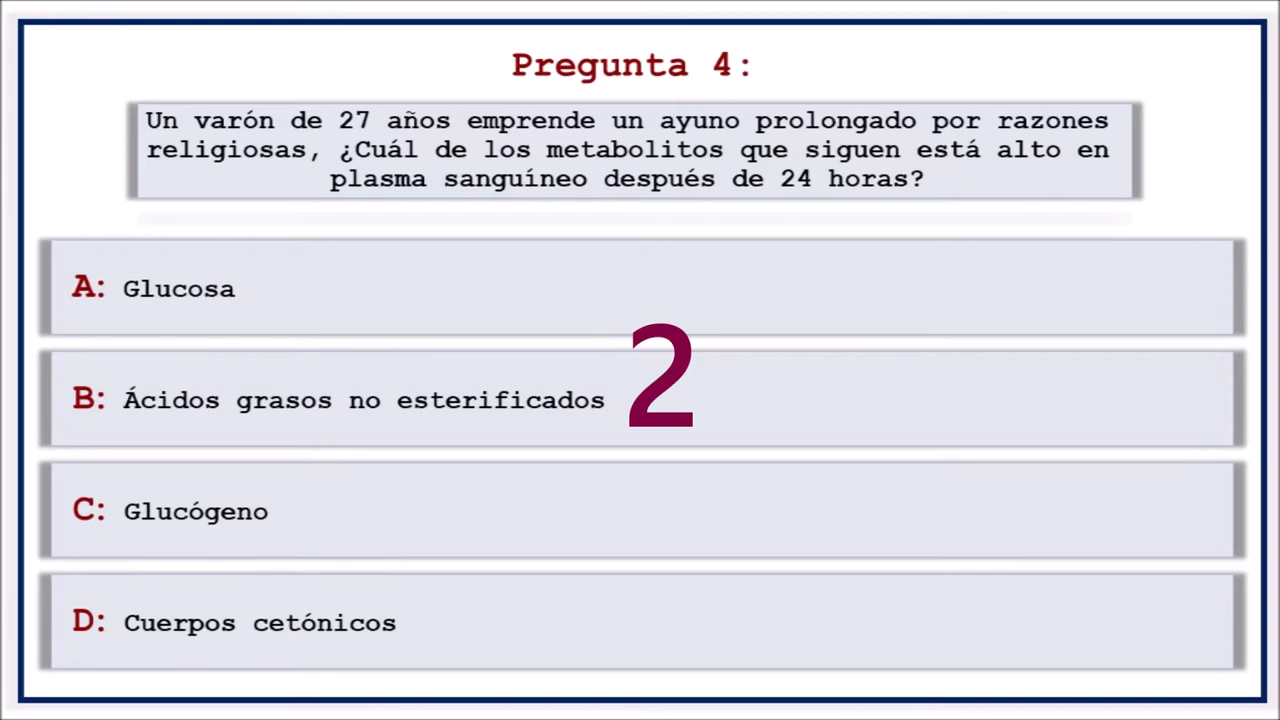 Pregunta 4:
Un varón de 27 años emprende un ayuno prolongado por razones
religiosas, ¿Cuál de los metabolitos que siguen está alto en
plasma sanguíneo después de 24 horas?
A: Glucosa
2
B: Ácidos grasos no esterificados
C: Glucógeno
D: Cuerpos cetónicos